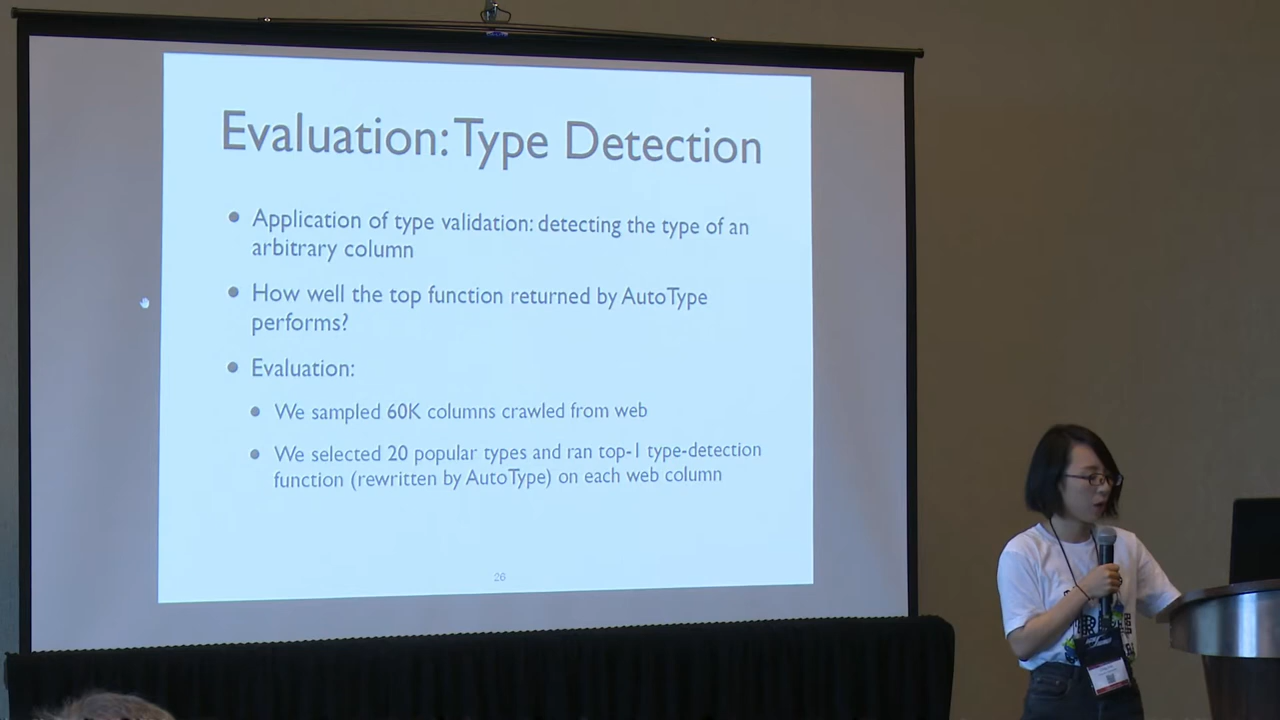 Evaluation: Type Detection
• Application of type validation: detecting the type of an
arbitrary column
• How well the top function returned by AutoType
performs?
• Evaluation:
• We sampled 60K columns crawled from web
• We selected 20 popular types and ran top-1 type-detection
function (rewritten by AutoType) on each web column
26